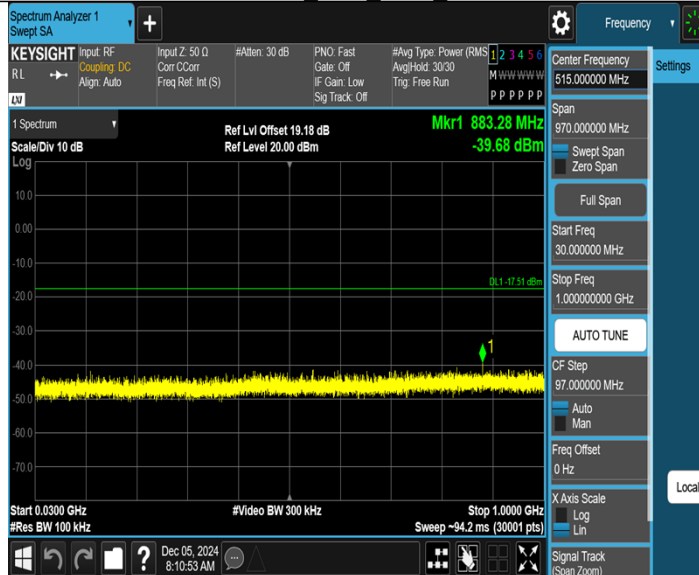 Spectrum Analyzer 1
Swept SA
Frequency
KEYSIGHT
RL
LXI
Input: RF
Coupling: DC
Align: Auto
Input Z: 50 Ω
Corr CCorr
Freq Ref: Int (S)
#Atten: 30 dB
PNO: Fast
Gate: Off
IF Gain: Low
Sig Track: Off
#Avg Type: Power (RMS
Avg|Hold: 30/30
Trig: Free Run
1 2 3 4 5 6
M W W W W W
P P P P P P
1 Spectrum
Scale/Div 10 dB
Log
Ref Lvl Offset 19.18 dB
Ref Level 20.00 dBm
Mkr1 883.28 MHz
-39.68 dBm
10.0
0.00
-10.0
-20.0
-30.0
-40.0
-50.0
-60.0
-70.0
DL1 -17.51 dBm
1
Start 0.0300 GHz
#Res BW 100 kHz
#Video BW 300 kHz
Stop 1.0000 GHz
Sweep ~94.2 ms (30001 pts)
?
Dec 05, 2024
8:10:53 AM
Center Frequency
515.000000 MHz
Span
970.000000 MHz
Swept Span
Zero Span
Full Span
Start Freq
30.000000 MHz
Stop Freq
1.000000000 GHz
AUTO TUNE
CF Step
97.000000 MHz
Auto
Man
Freq Offset
0 Hz
X Axis Scale
Log
Lin
Signal Track
(Span Zoom)
Settings
Local